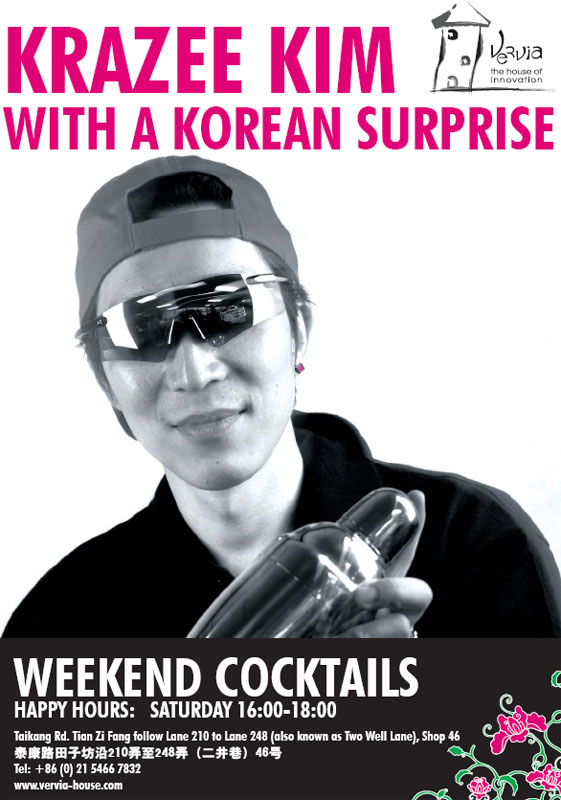 KRAZEE KIM
Vervia
the house of
innovation
WITH A KOREAN SURPRISE
WEEKEND COCKTAILS
HAPPY HOURS: SATURDAY 16:00-18:00
Taikang Rd. Tian Zi Fang follow Lane 210 to Lane 248 (also known as Two Well Lane), Shop 46
泰康路田子坊沿210弄至248弄（二井巷）46号
Tel: +86 (0) 21 5466 7832
www.vervia-house.com